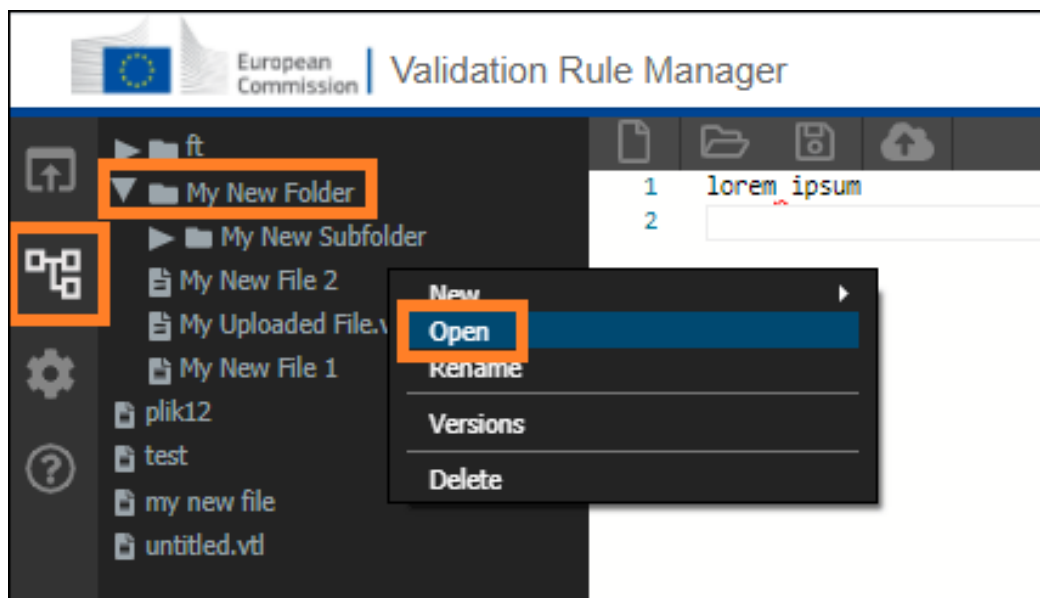 European
Commission
Validation Rule Manager
ft
My New Folder
My New Subfolder
My New File 2
My Uploaded File.v
My New File 1
plik12
test
my new file
untitled.vtl
1 lorem ipsum
2
New
Open
Rename
Versions
Delete